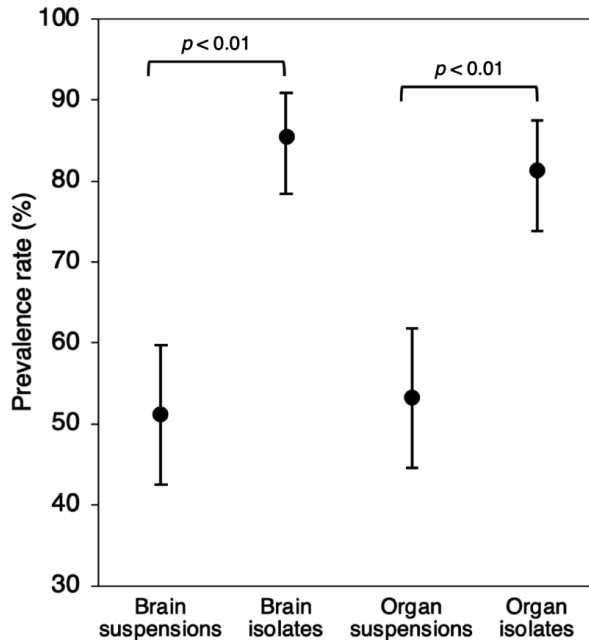 100
90
80
70
60
50
40
30
Prevalence rate (%)
p < 0.01
p < 0.01
Brain
suspensions
Brain
isolates
Organ
suspensions
Organ
isolates